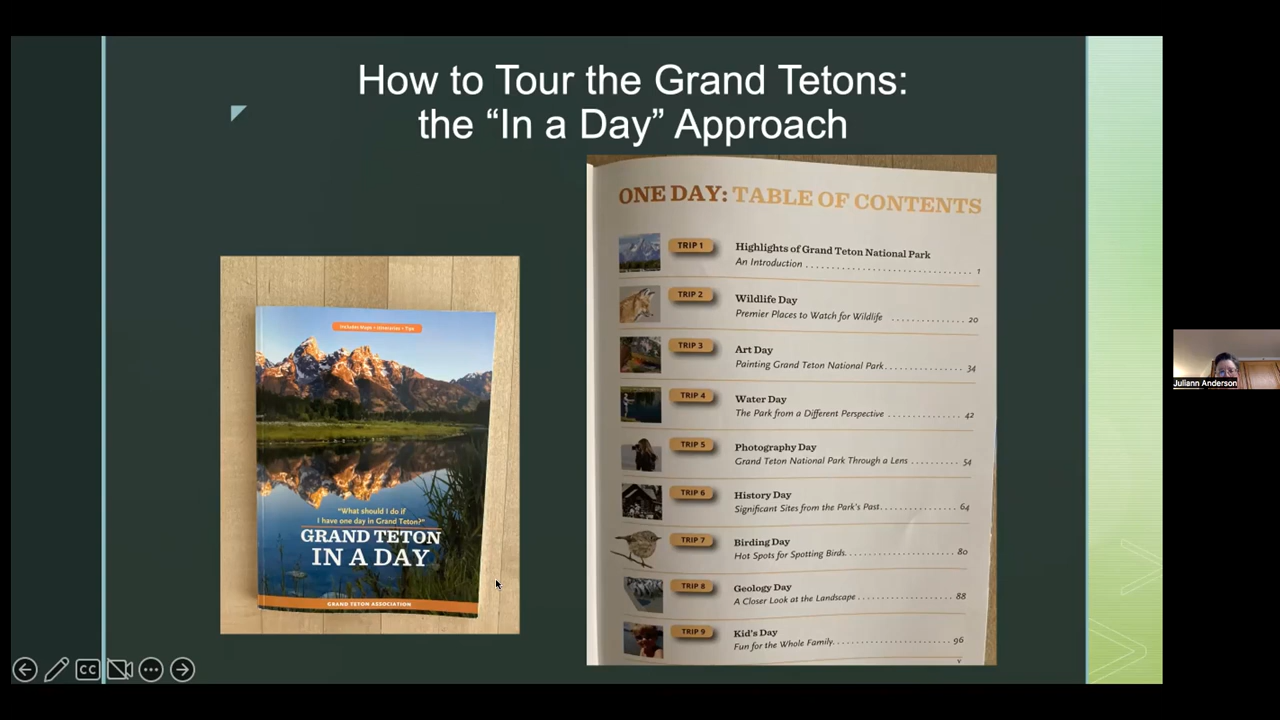 How to Tour the Grand Tetons:
the “In a Day” Approach
Includes Maps • Itineraries • Tips
“What should I do if
I have one day in Grand Teton?”
GRAND TETON
IN A DAY
GRAND TETON ASSOCIATION
ONE DAY: TABLE OF CONTENTS
TRIP 1
Highlights of Grand Teton National Park
An Introduction . . . . . . . . . . . . . . . . . . . . . . . . . . . . . . 1
TRIP 2
Wildlife Day
Premier Places to Watch for Wildlife . . . . . . . . . . . . . 20
TRIP 3
Art Day
Painting Grand Teton National Park . . . . . . . . . . . . . . 34
TRIP 4
Water Day
The Park from a Different Perspective . . . . . . . . . . . . . 42
TRIP 5
Photography Day
Grand Teton National Park Through a Lens . . . . . . . . . 54
TRIP 6
History Day
Significant Sites from the Park's Past . . . . . . . . . . . . . . 64
TRIP 7
Birding Day
Hot Spots for Spotting Birds. . . . . . . . . . . . . . . . . . . . 80
TRIP 8
Geology Day
A Closer Look at the Landscape . . . . . . . . . . . . . . . . . 88
TRIP 9
Kid's Day
Fun for the Whole Family. . . . . . . . . . . . . . . . . . . . . 96
v
CC
Juliann Anderson